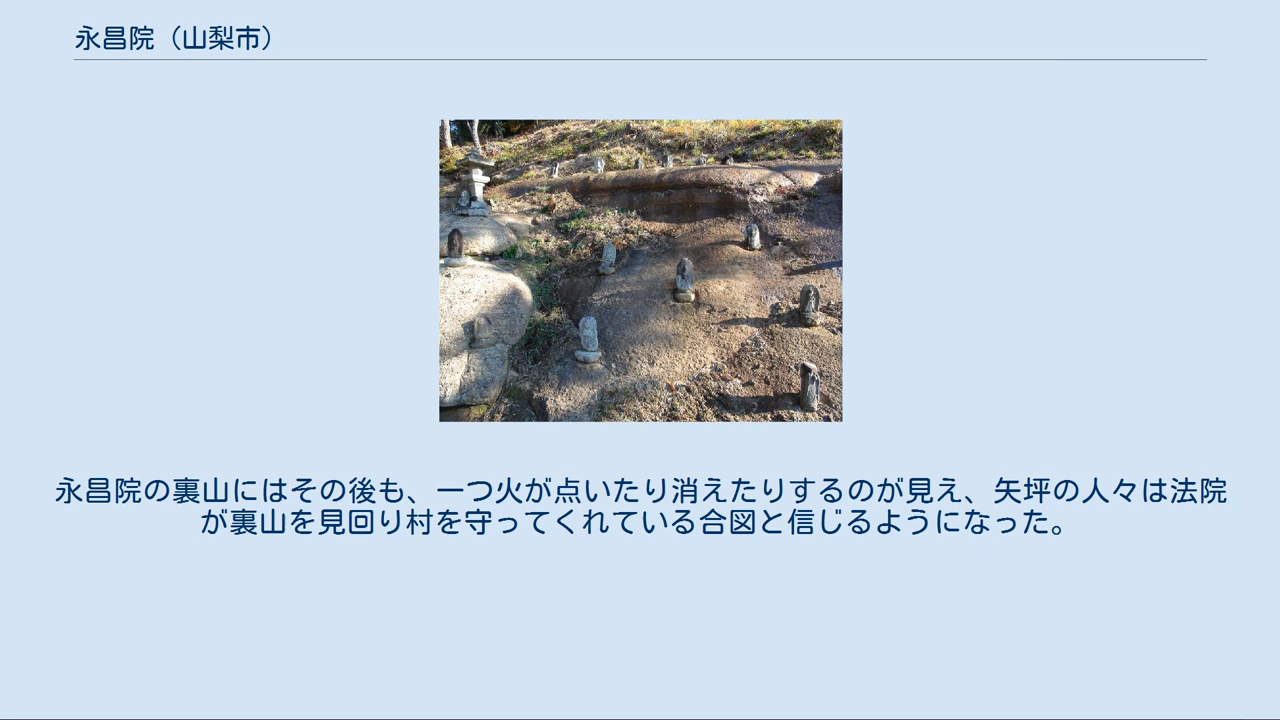 永昌院（山梨市）
永昌院の裏山にはその後も、一つ火が点いたり消えたりするのが見え、矢坪の人々は法院
が裏山を見回り村を守ってくれている合図と信じるようになった。